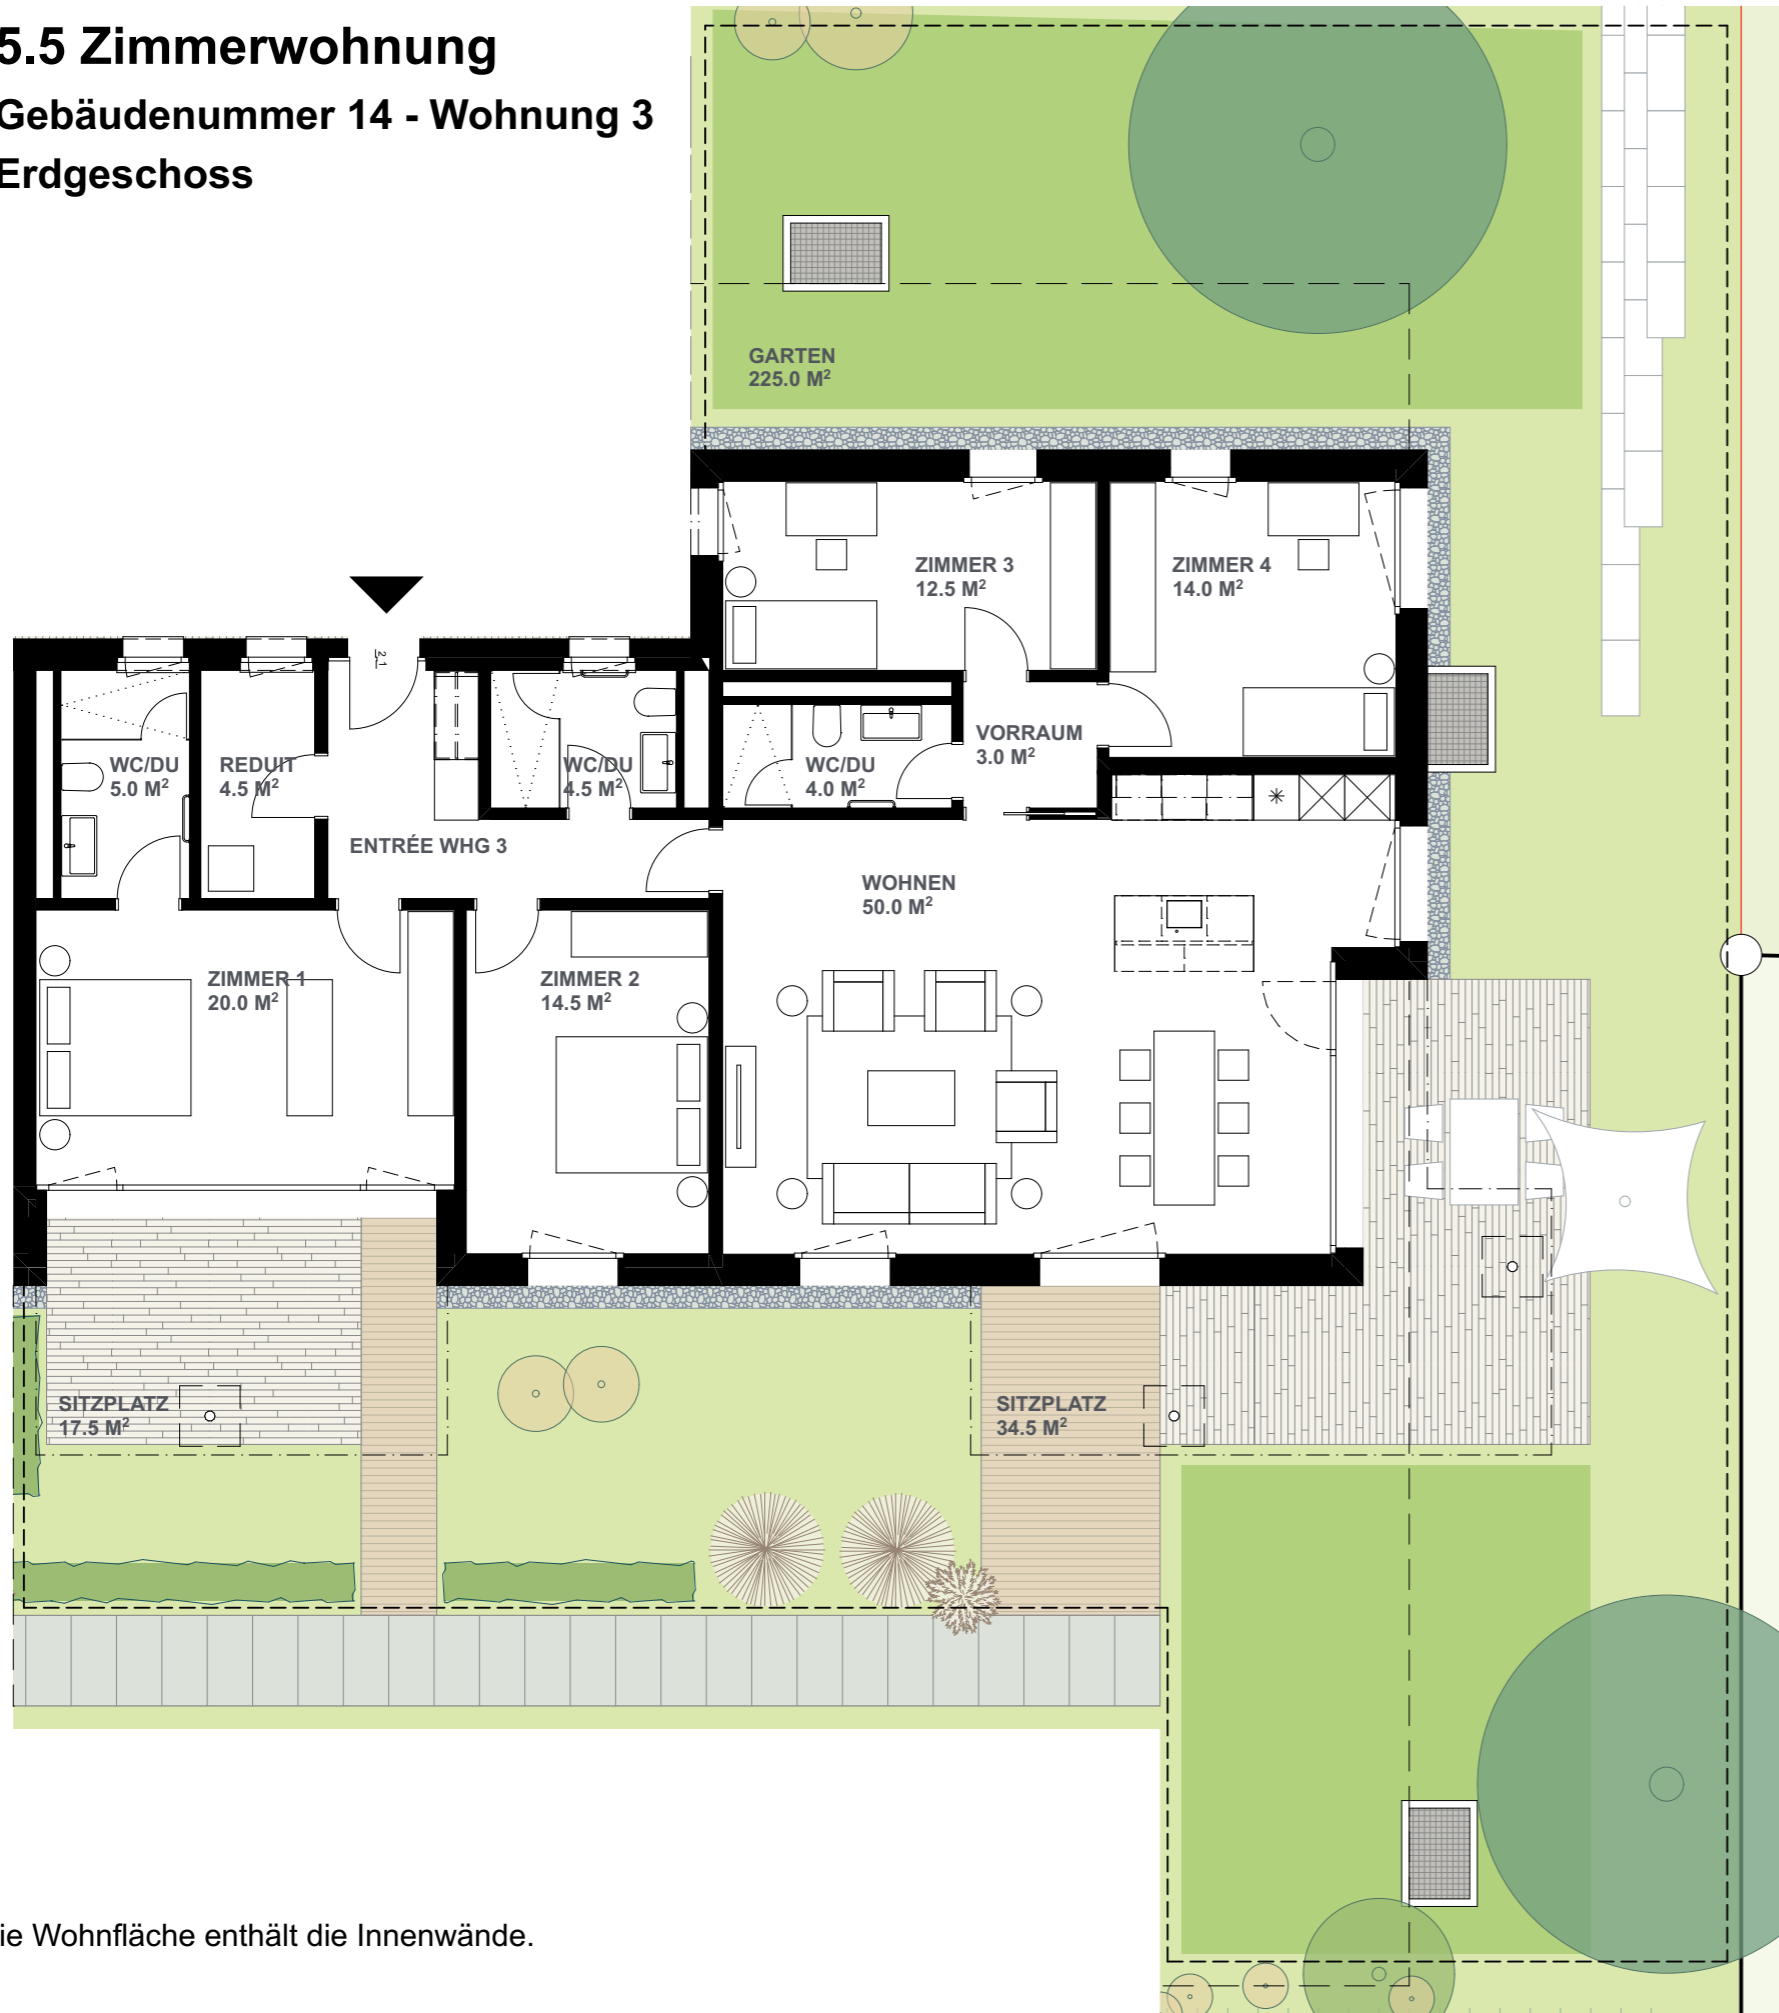 5.5 Zimmerwohnung
Gebäudenummer 14 - Wohnung 3
Erdgeschoss
GARTEN
225.0 M²
ZIMMER 3
12.5 M²
ZIMMER 4
14.0 M²
2.1
WC/DU
5.0 M²
REDUIT
4.5 M²
WC/DU
4.5 M²
WC/DU
4.0 M²
VORRAUM
3.0 M²
ENTRÉE WHG 3
WOHNEN
50.0 M²
ZIMMER 1
20.0 M²
ZIMMER 2
14.5 M²
SITZPLATZ
17.5 M²
SITZPLATZ
34.5 M²
ie Wohnfläche enthält die Innenwände.